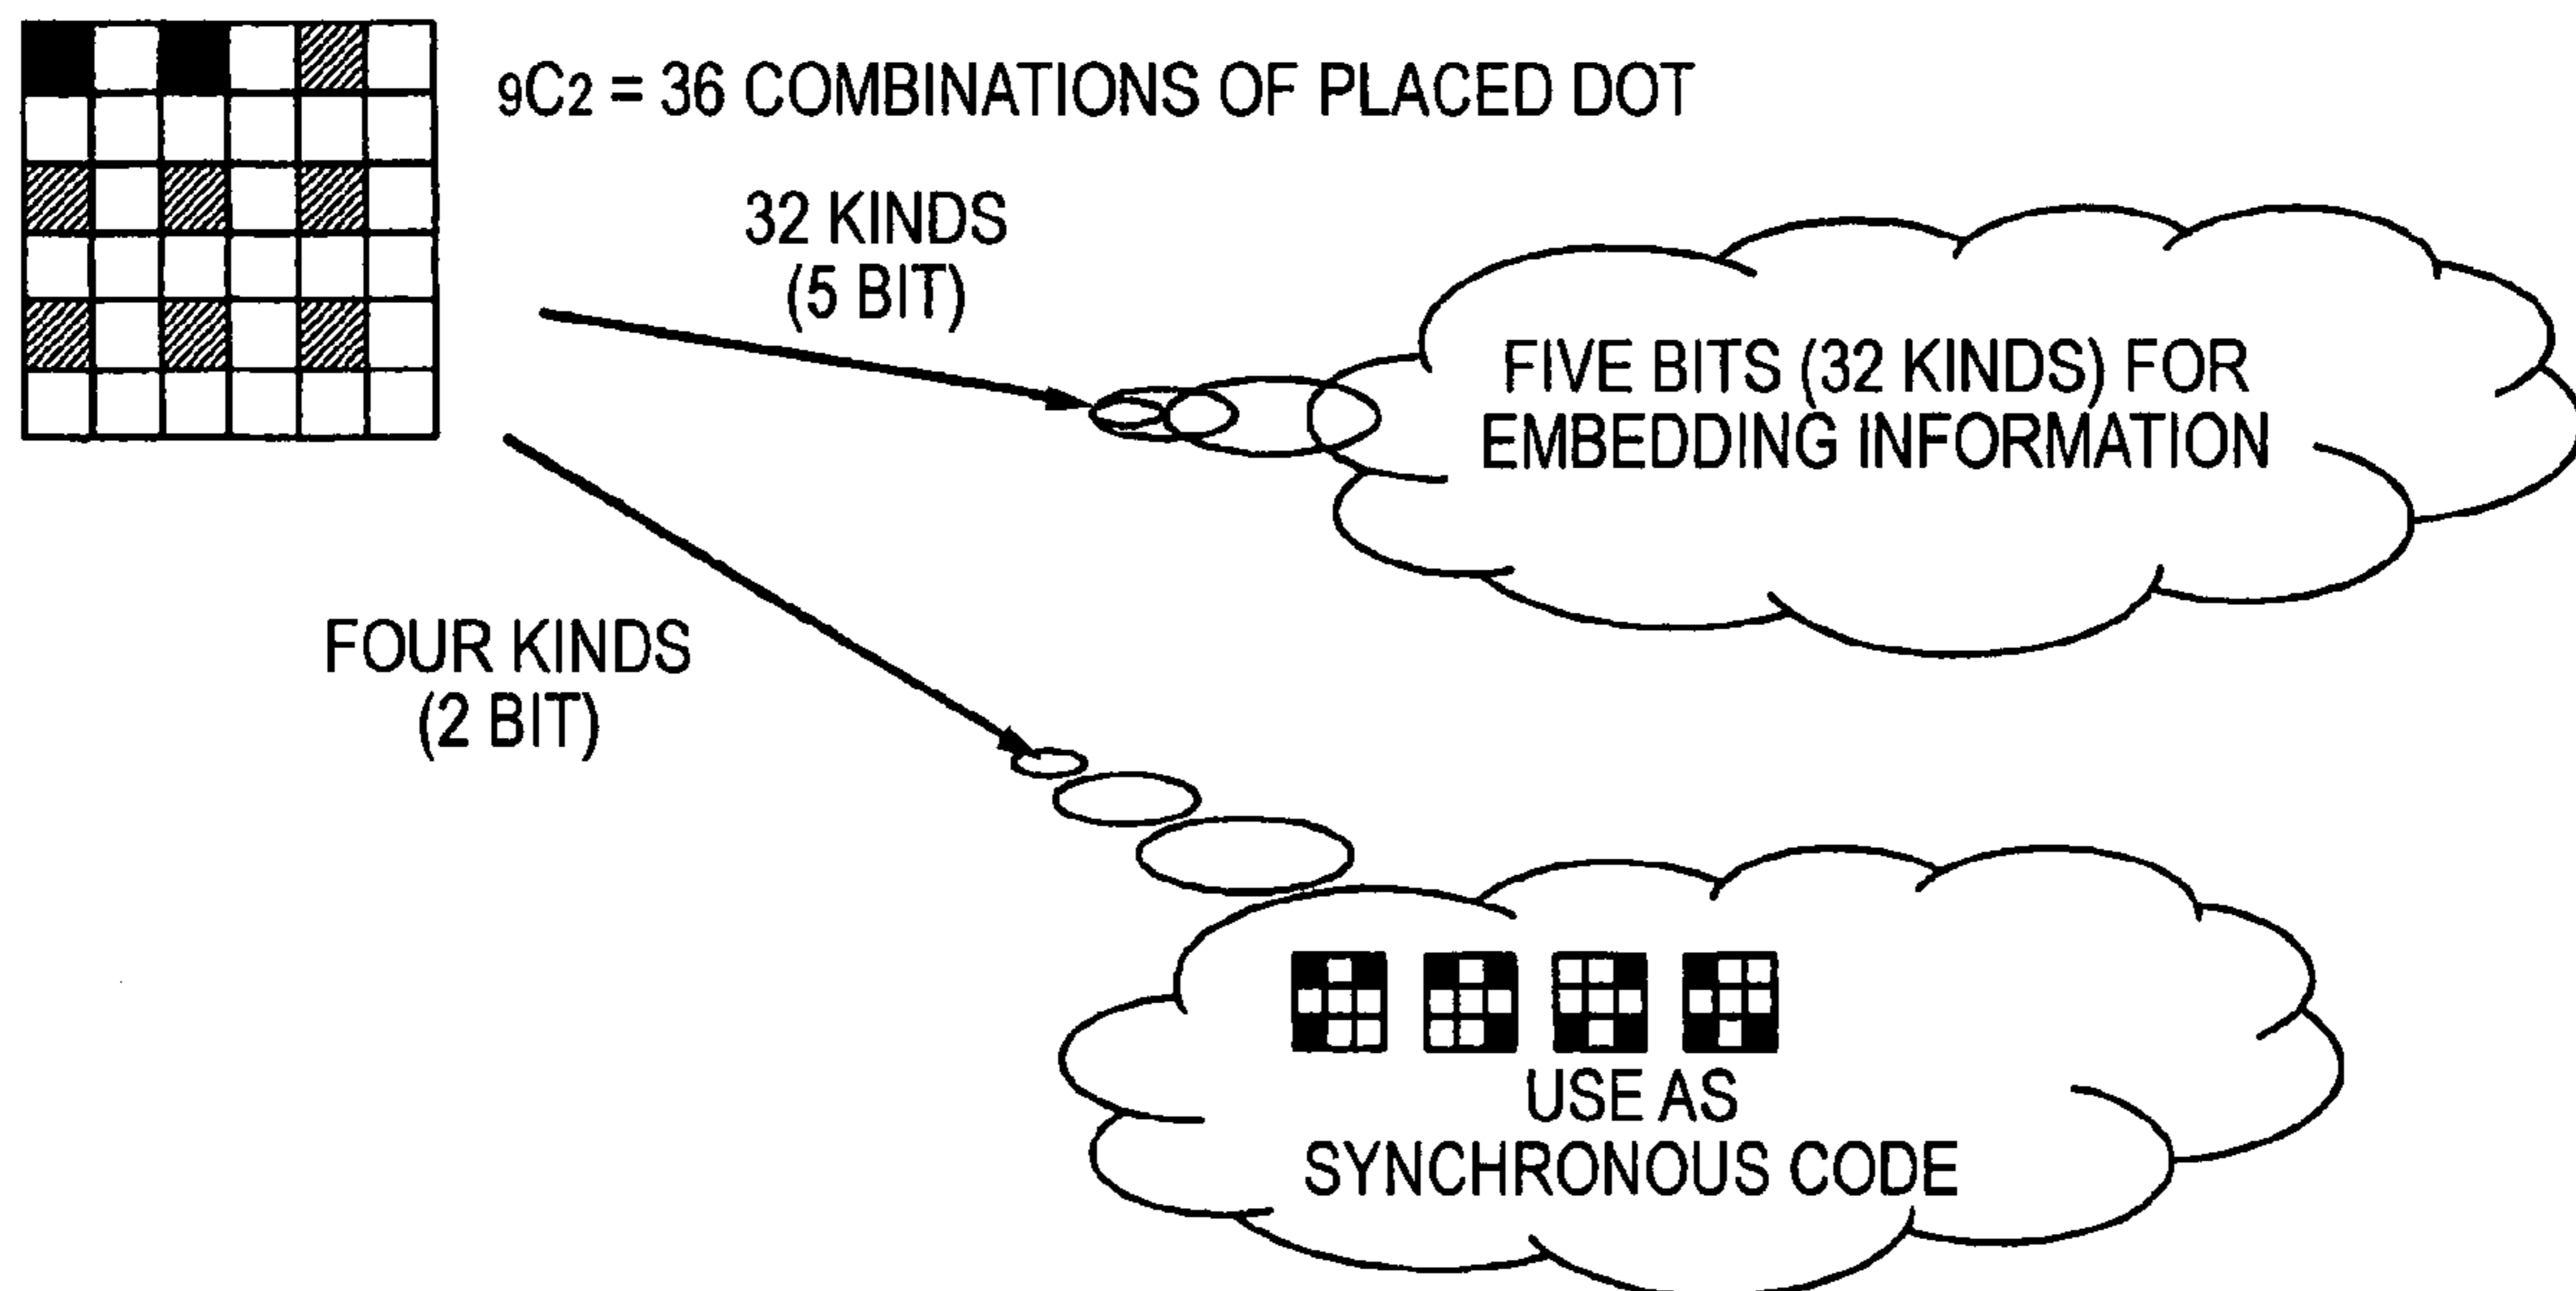 9C2 = 36 COMBINATIONS OF PLACED DOT
32 KINDS
(5 BIT)
FIVE BITS (32 KINDS) FOR
EMBEDDING INFORMATION
FOUR KINDS
(2 BIT)
USE AS
SYNCHRONOUS CODE